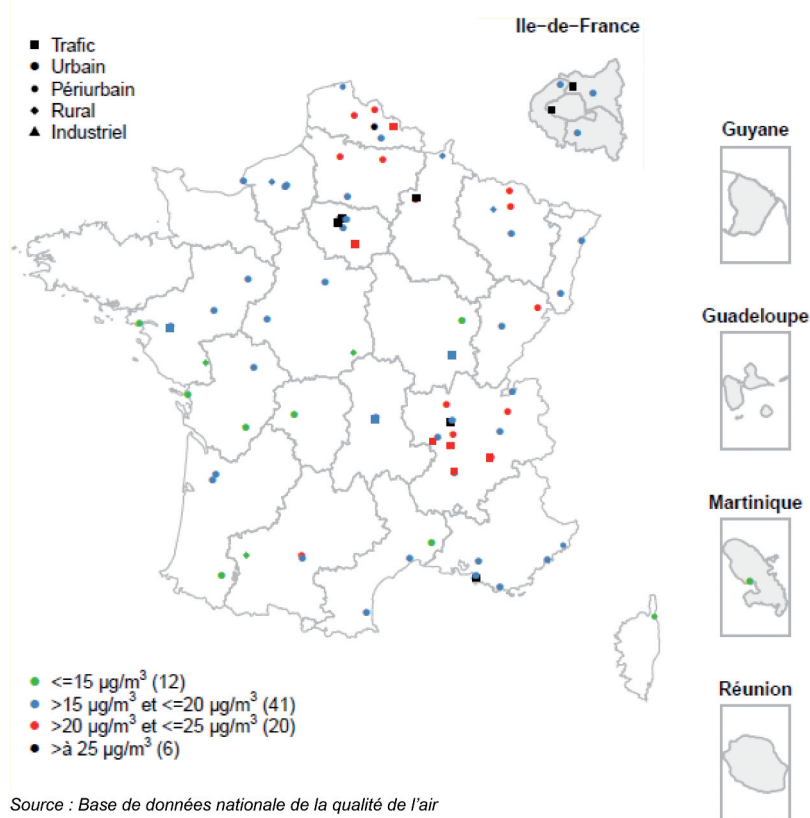 Ile-de-France
Trafic
Urbain
Périurbain
Rural
Industriel
Guyane
Guadeloupe
Martinique
Réunion
<=15 µg/m³ (12)
>15 µg/m³ et <=20 µg/m³ (41)
>20 µg/m³ et <=25 µg/m³ (20)
>à 25 µg/m³ (6)
Source : Base de données nationale de la qualité de l'air